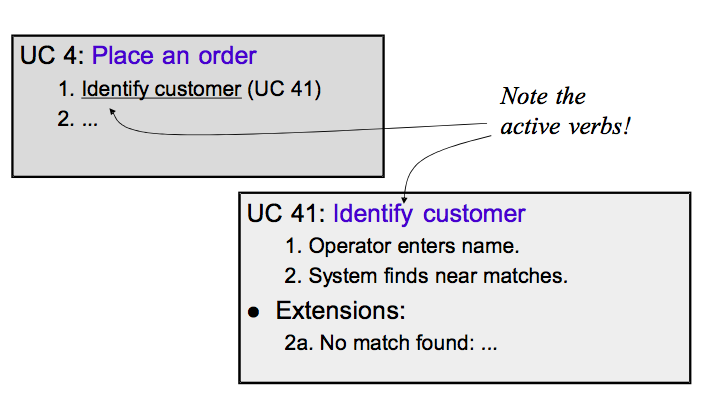 UC 4: Place an order
1. Identify customer (UC 41)
2. ...
Note the
active verbs!
UC 41: Identify customer
1. Operator enters name.
2. System finds near matches.
● Extensions:
2a. No match found: ...